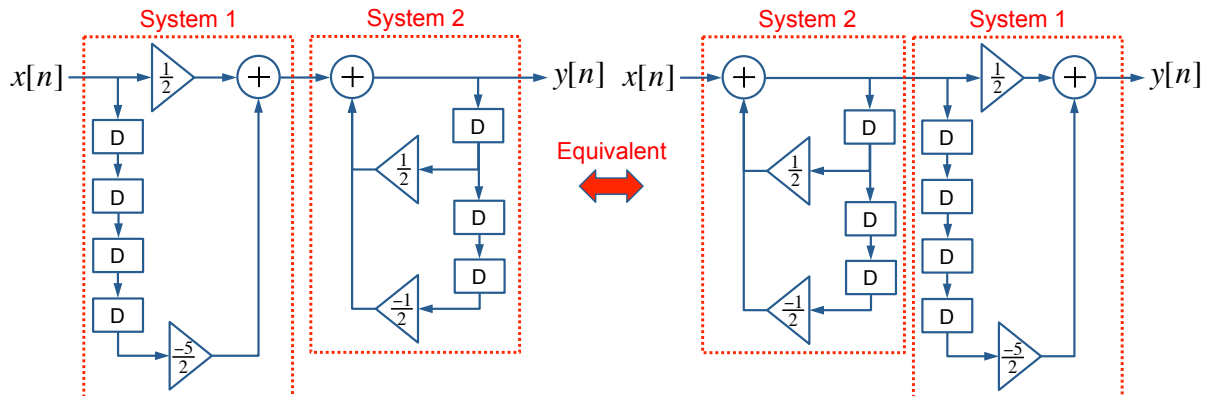 System 1
System 2
x[n]
1/2
+
+
y[n]
D
D
D
D
-5/2
D
1/2
D
D
-1/2
Equivalent
System 2
System 1
x[n]
+
1/2
+
y[n]
D
1/2
D
D
-1/2
D
D
D
D
-5/2